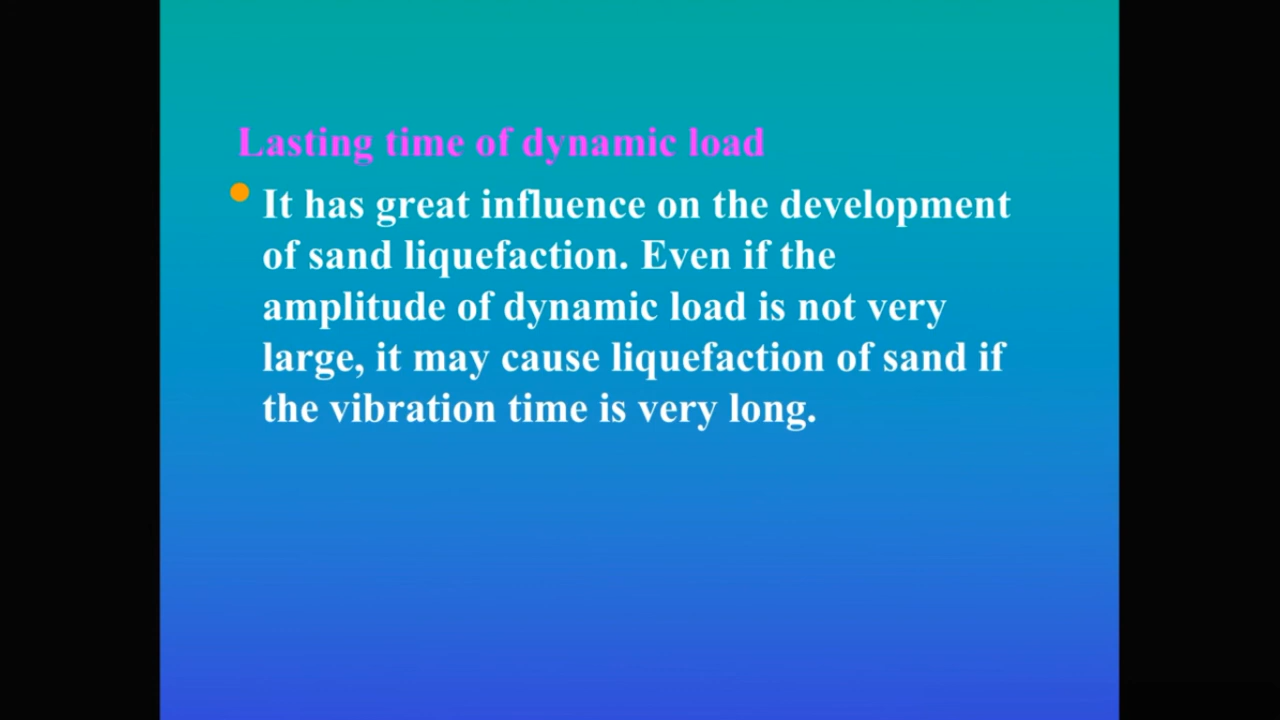 Lasting time of dynamic load
It has great influence on the development
of sand liquefaction. Even if the
amplitude of dynamic load is not very
large, it may cause liquefaction of sand if
the vibration time is very long.